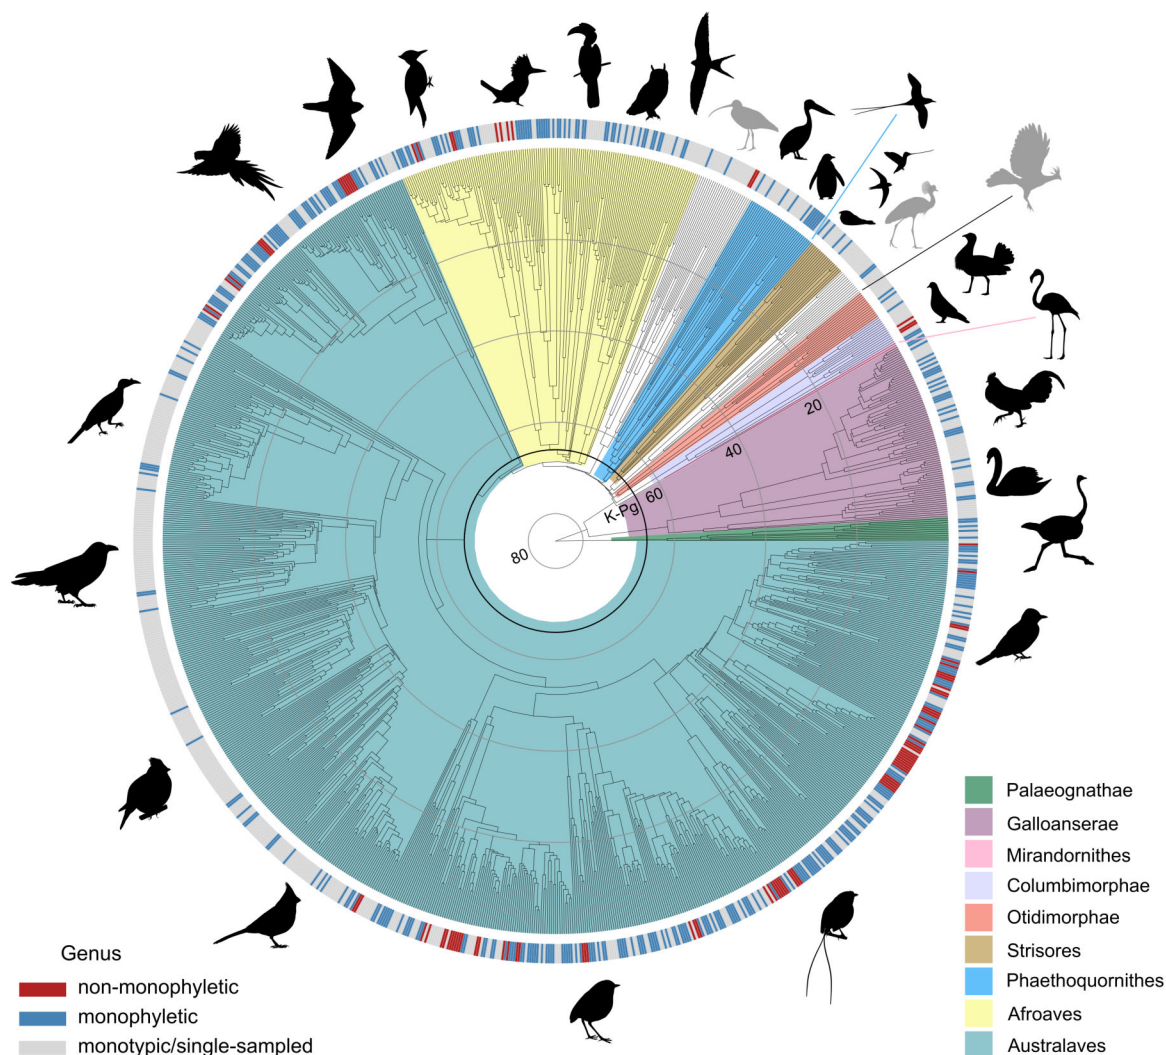 20
40
60
K-Pg
80
Palaeognathae
Galloanserae
Mirandornithes
Columbimorphae
Otidimorphae
Strisores
Phaethoquornithes
Afroaves
Australaves
Genus
non-monophyletic
monophyletic
monotypic/single-sampled